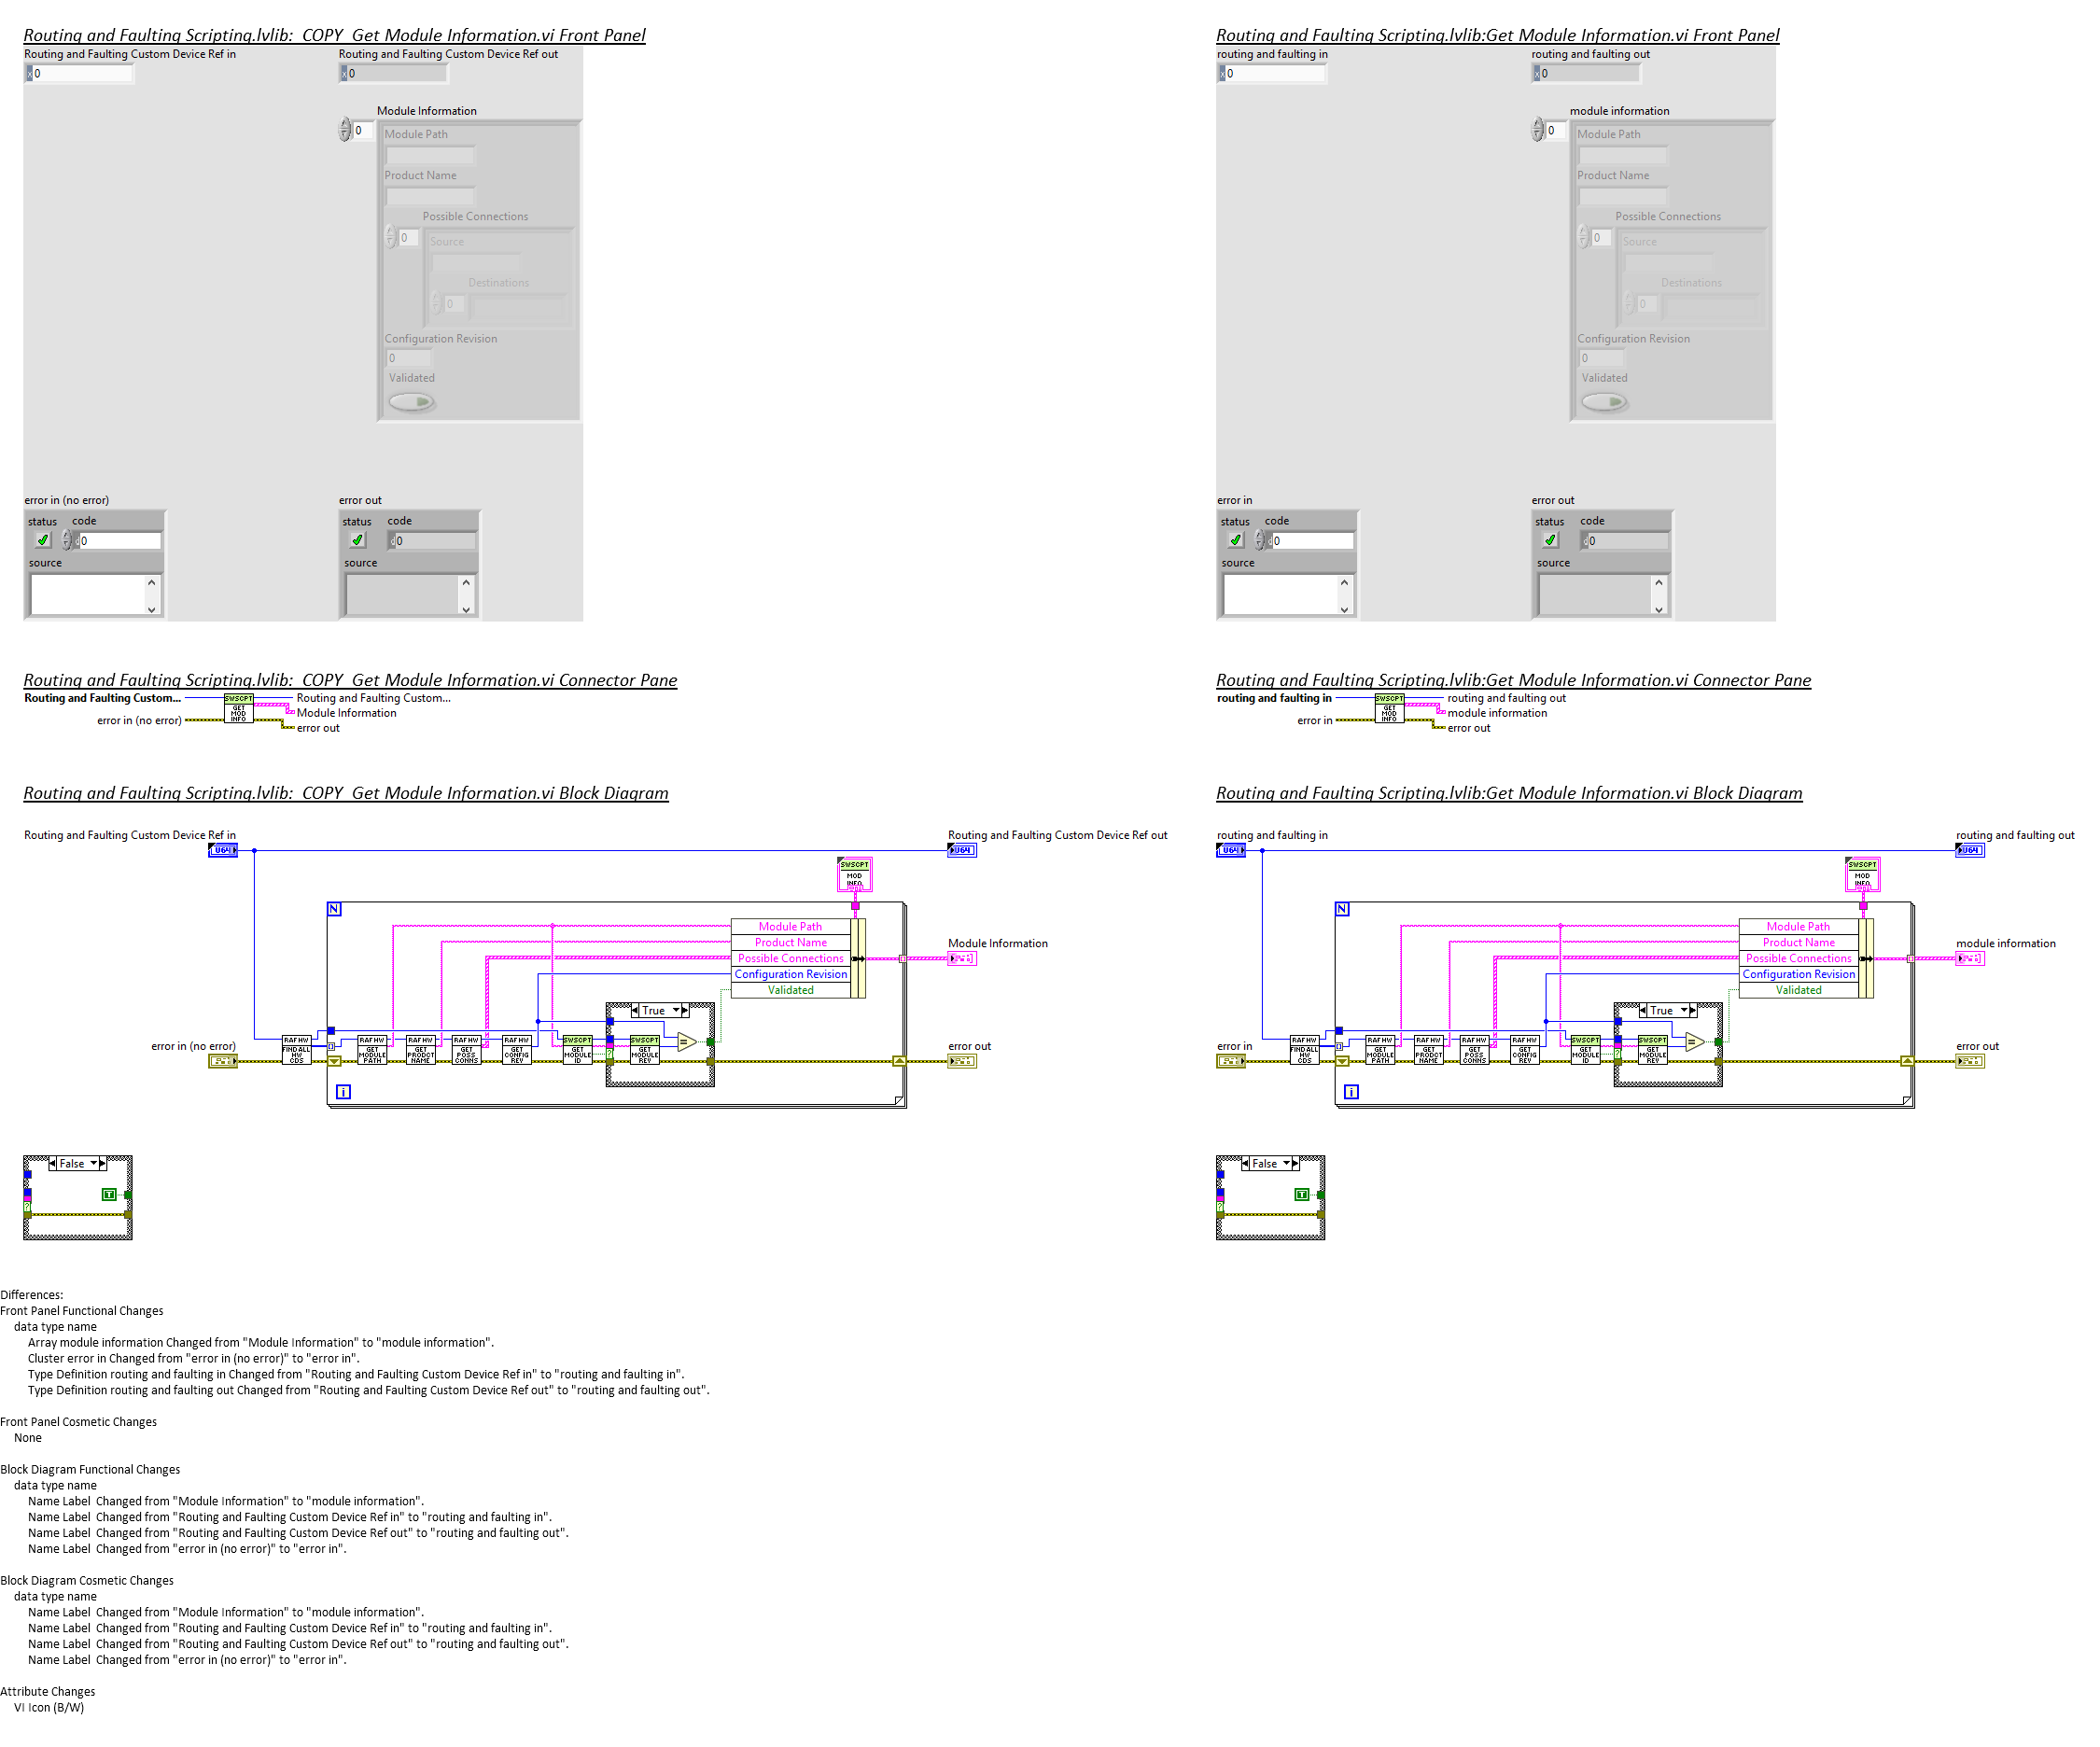 Routing and Faulting Scripting.lvlib:_COPY_Get Module Information.vi Front Panel
Routing and Faulting Custom Device Ref in
Routing and Faulting Custom Device Ref out
x 0
x 0
Module Information
0
Module Path
Product Name
Possible Connections
0
Source
Destinations
0
Configuration Revision
0
Validated
error in (no error)
error out
status code
status code
d0
d0
source
source
Routing and Faulting Scripting.lvlib:Get Module Information.vi Front Panel
routing and faulting in
routing and faulting out
x 0
x 0
module information
0
Module Path
Product Name
Possible Connections
0
Source
Destinations
0
Configuration Revision
0
Validated
error in
error out
status code
status code
d0
d0
source
source
Routing and Faulting Scripting.lvlib:_COPY_Get Module Information.vi Connector Pane
Routing and Faulting Custom...
error in (no error)
SWSCPT
GET
MOD
INFO
Routing and Faulting Custom...
Module Information
error out
Routing and Faulting Scripting.lvlib:Get Module Information.vi Connector Pane
routing and faulting in
error in
SWSCPT
GET
MOD
INFO
routing and faulting out
module information
error out
Routing and Faulting Scripting.lvlib:_COPY_Get Module Information.vi Block Diagram
Routing and Faulting Custom Device Ref in
U64
Routing and Faulting Custom Device Ref out
U64
SWSCPT
MOD
INFO
N
Module Path
Product Name
Possible Connections
Configuration Revision
Validated
Module Information
True
error in (no error)
RAF HW
FIND ALL
HW
CDS
RAF HW
GET
MODULE
PATH
RAF HW
GET
PRODCT
NAME
RAF HW
GET
POSS
CONNS
RAF HW
GET
CONFIG
REV
SWSCPT
GET
MODULE
ID
SWSCPT
GET
MODULE
REV
=
?
error out
i
False
T
?
Routing and Faulting Scripting.lvlib:Get Module Information.vi Block Diagram
routing and faulting in
U64
routing and faulting out
U64
SWSCPT
MOD
INFO
N
Module Path
Product Name
Possible Connections
Configuration Revision
Validated
module information
True
error in
RAF HW
FIND ALL
HW
CDS
RAF HW
GET
MODULE
PATH
RAF HW
GET
PRODCT
NAME
RAF HW
GET
POSS
CONNS
RAF HW
GET
CONFIG
REV
SWSCPT
GET
MODULE
ID
SWSCPT
GET
MODULE
REV
=
?
error out
i
False
T
?
Differences:
Front Panel Functional Changes
data type name
Array module information Changed from "Module Information" to "module information".
Cluster error in Changed from "error in (no error)" to "error in".
Type Definition routing and faulting in Changed from "Routing and Faulting Custom Device Ref in" to "routing and faulting in".
Type Definition routing and faulting out Changed from "Routing and Faulting Custom Device Ref out" to "routing and faulting out".
Front Panel Cosmetic Changes
None
Block Diagram Functional Changes
data type name
Name Label Changed from "Module Information" to "module information".
Name Label Changed from "Routing and Faulting Custom Device Ref in" to "routing and faulting in".
Name Label Changed from "Routing and Faulting Custom Device Ref out" to "routing and faulting out".
Name Label Changed from "error in (no error)" to "error in".
Block Diagram Cosmetic Changes
data type name
Name Label Changed from "Module Information" to "module information".
Name Label Changed from "Routing and Faulting Custom Device Ref in" to "routing and faulting in".
Name Label Changed from "Routing and Faulting Custom Device Ref out" to "routing and faulting out".
Name Label Changed from "error in (no error)" to "error in".
Attribute Changes
VI Icon (B/W)